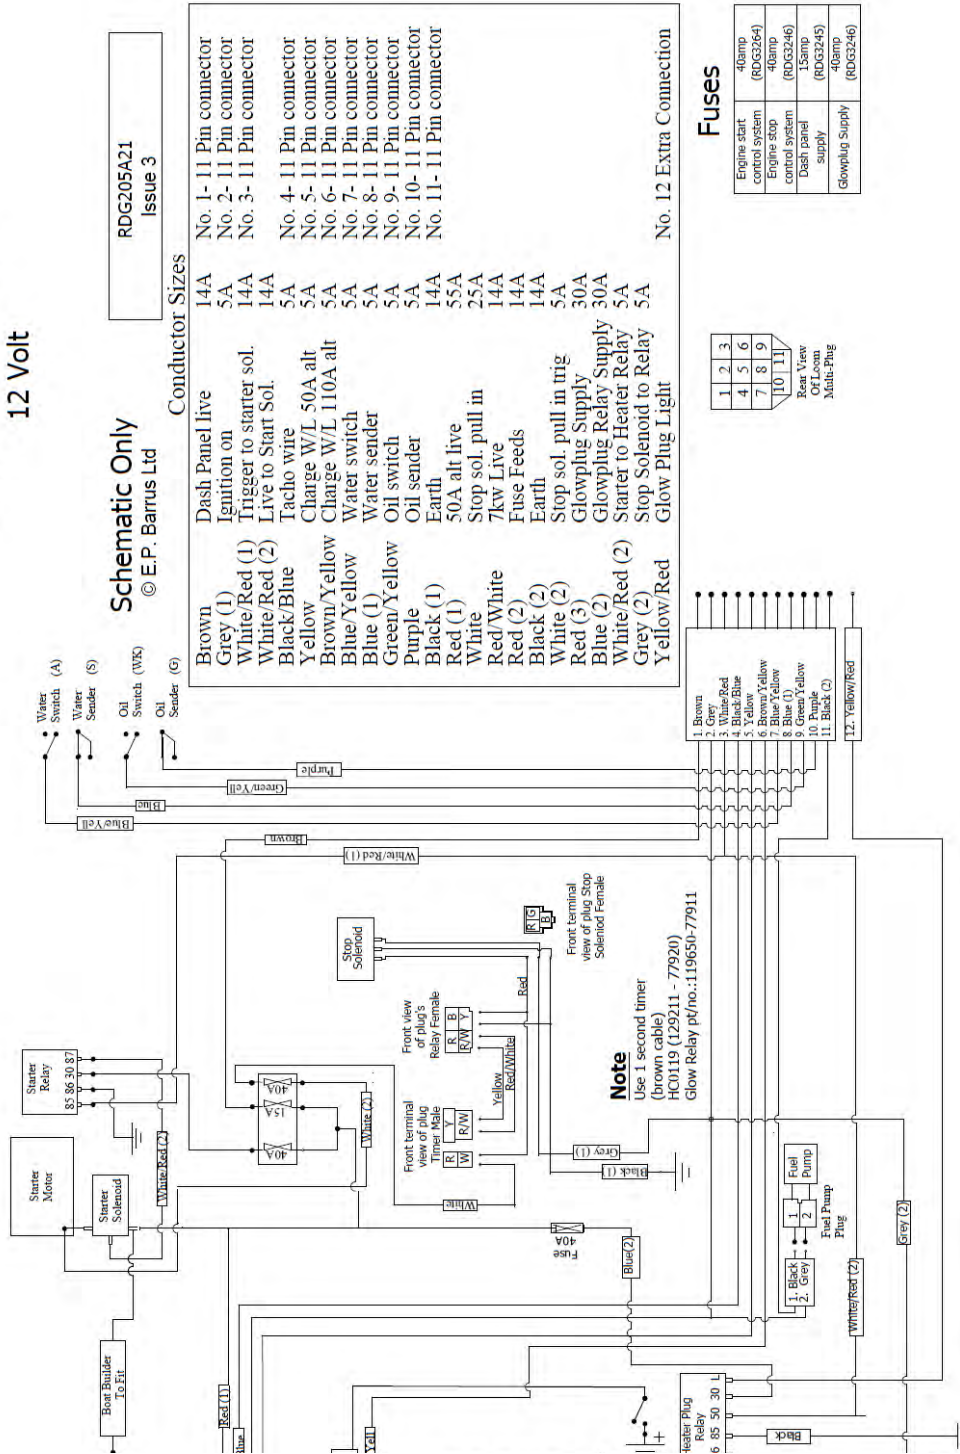 12 Volt
Schematic Only
© E.P. Barrus Ltd
RDG205A21
Issue 3
Conductor Sizes
Brown Dash Panel live 14A No. 1- 11 Pin connector
Grey (1) Ignition on 5A No. 2- 11 Pin connector
White/Red (1) Trigger to starter sol. 14A No. 3- 11 Pin connector
White/Red (2) Live to Start Sol. 14A
Black/Blue Tacho wire 5A No. 4- 11 Pin connector
Yellow Charge W/L 50A alt 5A No. 5- 11 Pin connector
Brown/Yellow Charge W/L 110A alt 5A No. 6- 11 Pin connector
Blue/Yellow Water switch 5A No. 7- 11 Pin connector
Blue (1) Water sender 5A No. 8- 11 Pin connector
Green/Yellow Oil switch 5A No. 9- 11 Pin connector
Purple Oil sender 5A No. 10- 11 Pin connector
Black (1) Earth 14A No. 11- 11 Pin connector
Red (1) 50A alt live 55A
White Stop sol. pull in 25A
Red/White 7kw Live 14A
Red (2) Fuse Feeds 14A
Black (2) Earth 14A
White (2) Stop sol. pull in trig 5A
Red (3) Glowplug Supply 30A
Blue (2) Glowplug Relay Supply 30A
White/Red (2) Starter to Heater Relay 5A
Grey (2) Stop Solenoid to Relay 5A
Yellow/Red Glow Plug Light No. 12 Extra Connection
Fuses
Engine start control system 40amp (RDG3264)
Engine stop control system 40amp (RDG3246)
Dash panel supply 15amp (RDG3245)
Glowplug Supply 40amp (RDG3246)
1 2 3
4 5 6
7 8 9
10 11
Rear View
Of Loom
Multi-Plug
Water
Switch (A)
Water
Sender (S)
Oil
Switch (WK)
Oil
Sender (G)
Blue/Yell
Blue
Green/Yell
Purple
Brown
White/Red (1)
1. Brown
2. Grey
3. White/Red
4. Black/Blue
5. Yellow
6. Brown/Yellow
7. Blue/Yellow
8. Blue (1)
9. Green/Yellow
10. Purple
11. Black (2)
12. Yellow/Red
Starter
Relay
85 86 30 87
Starter
Motor
Starter
Solenoid
White/Red (2)
40A
15A
40A
White (2)
Stop
Solenoid
R G
B
Front terminal
view of plug Stop
Soleniod Female
Front view
of plug's
Relay Female
R B
R/W Y
Red
Yellow
Red/White
Front terminal
view of plug
Timer Male
R Y
W R/W
White
Grey (1)
Black (1)
Note
Use 1 second timer
(brown cable)
HC0119 (129211 - 77920)
Glow Relay pt/no.:119650-77911
Fuse
40A
Blue(2)
Fuel
Pump
1
2
Fuel Pump
Plug
1. Black
2. Grey
Grey (2)
White/Red (2)
Boat Builder
To Fit
Red (1)
Yell
+
Relay
85 50 30 L
Black